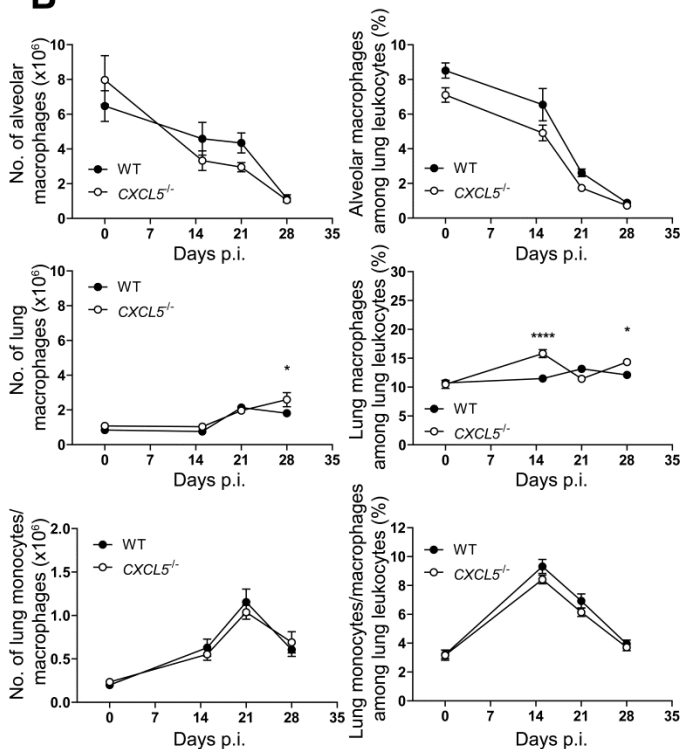 B
No. of alveolar
macrophages (x10⁶)
10
8
6
4
2
0
WT
CXCL5⁻/⁻
0 7 14 21 28 35
Days p.i.
Alveolar macrophages
among lung leukocytes (%)
10
8
6
4
2
0
WT
CXCL5⁻/⁻
0 7 14 21 28 35
Days p.i.
No. of lung
macrophages (x10⁶)
10
8
6
4
2
0
WT
CXCL5⁻/⁻
*
0 7 14 21 28 35
Days p.i.
Lung macrophages
among lung leukocytes (%)
30
25
20
15
10
5
0
**** *
WT
CXCL5⁻/⁻
0 7 14 21 28 35
Days p.i.
No. of lung monocytes/
macrophages (x10⁶)
2.0
1.5
1.0
0.5
0.0
WT
CXCL5⁻/⁻
0 7 14 21 28 35
Days p.i.
Lung monocytes/macrophages
among lung leukocytes (%)
12
10
8
6
4
2
0
WT
CXCL5⁻/⁻
0 7 14 21 28 35
Days p.i.